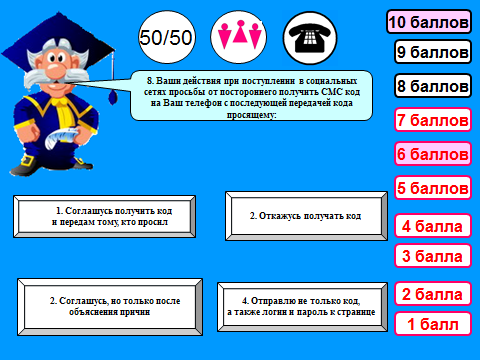 50/50
10 баллов
9 баллов
8 баллов
7 баллов
6 баллов
5 баллов
4 балла
3 балла
2 балла
1 балл
8. Ваши действия при поступлении в социальных
сетях просьбы от постороннего получить СМС код
на Ваш телефон с последующей передачей кода
просящему:
1. Соглашусь получить код
и передам тому, кто просил
2. Откажусь получать код
2. Соглашусь, но только после
объяснения причин
4. Отправлю не только код,
а также логин и пароль к странице